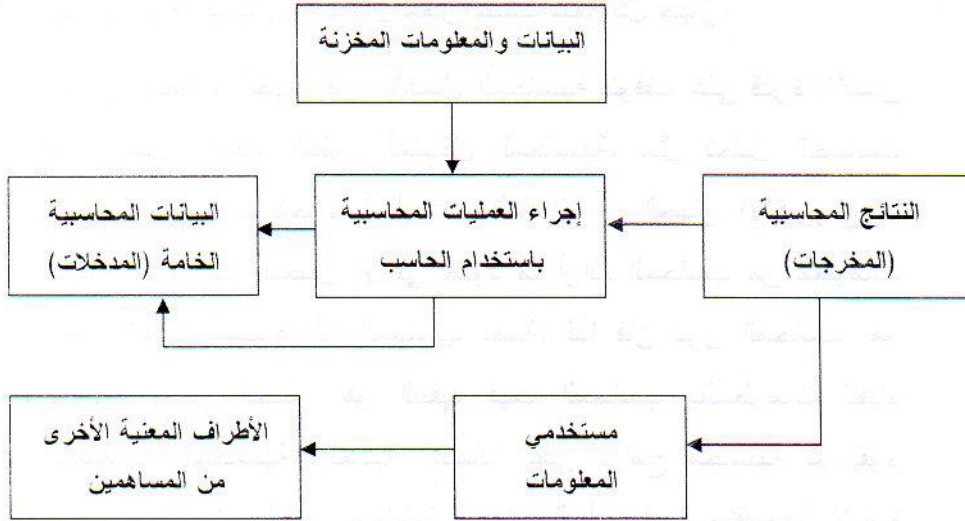 البيانات والمعلومات المخزنة
النتائج المحاسبية
(المخرجات)
إجراء العمليات المحاسبية
باستخدام الحاسب
البيانات المحاسبية
الخامة (المدخلات)
مستخدمي
المعلومات
الأطراف المعنية الأخرى
من المساهمين